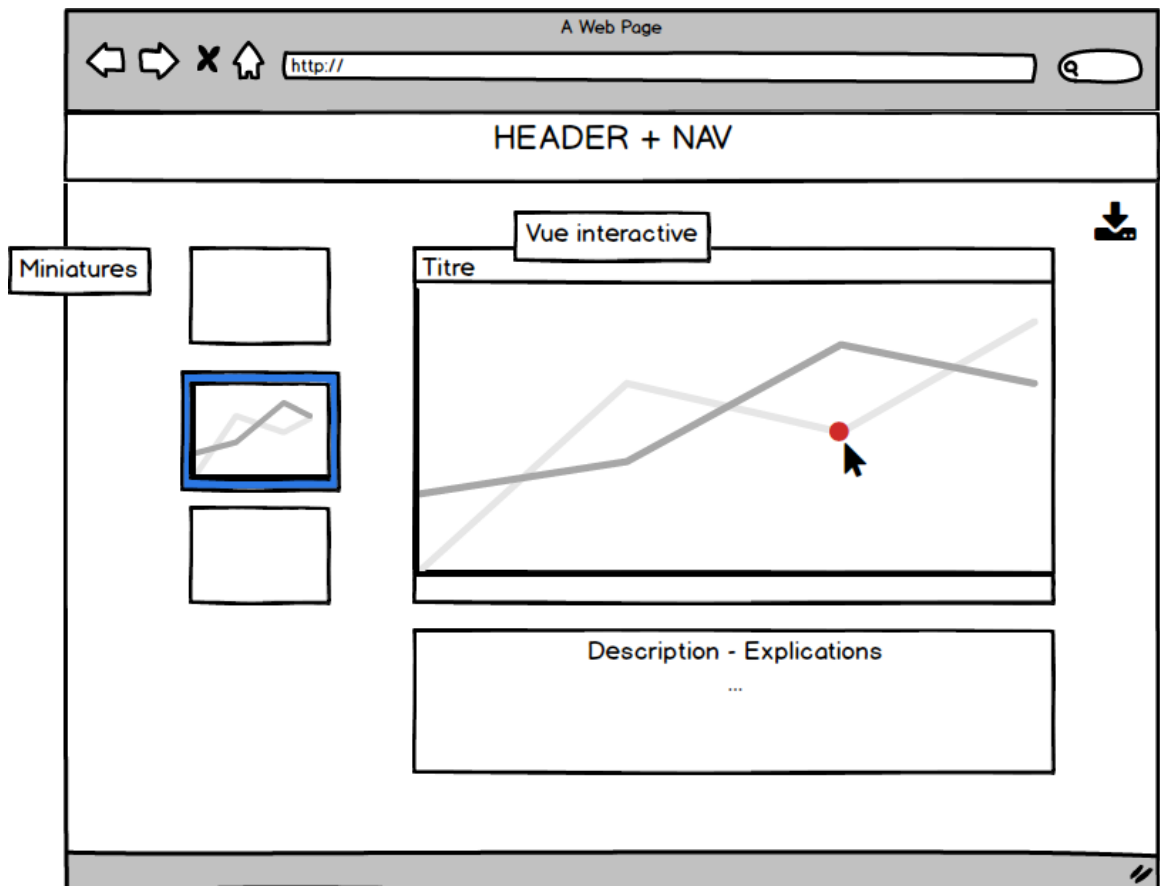 A Web Page
http://
HEADER + NAV
Miniatures
Vue interactive
Titre
Description - Explications
...